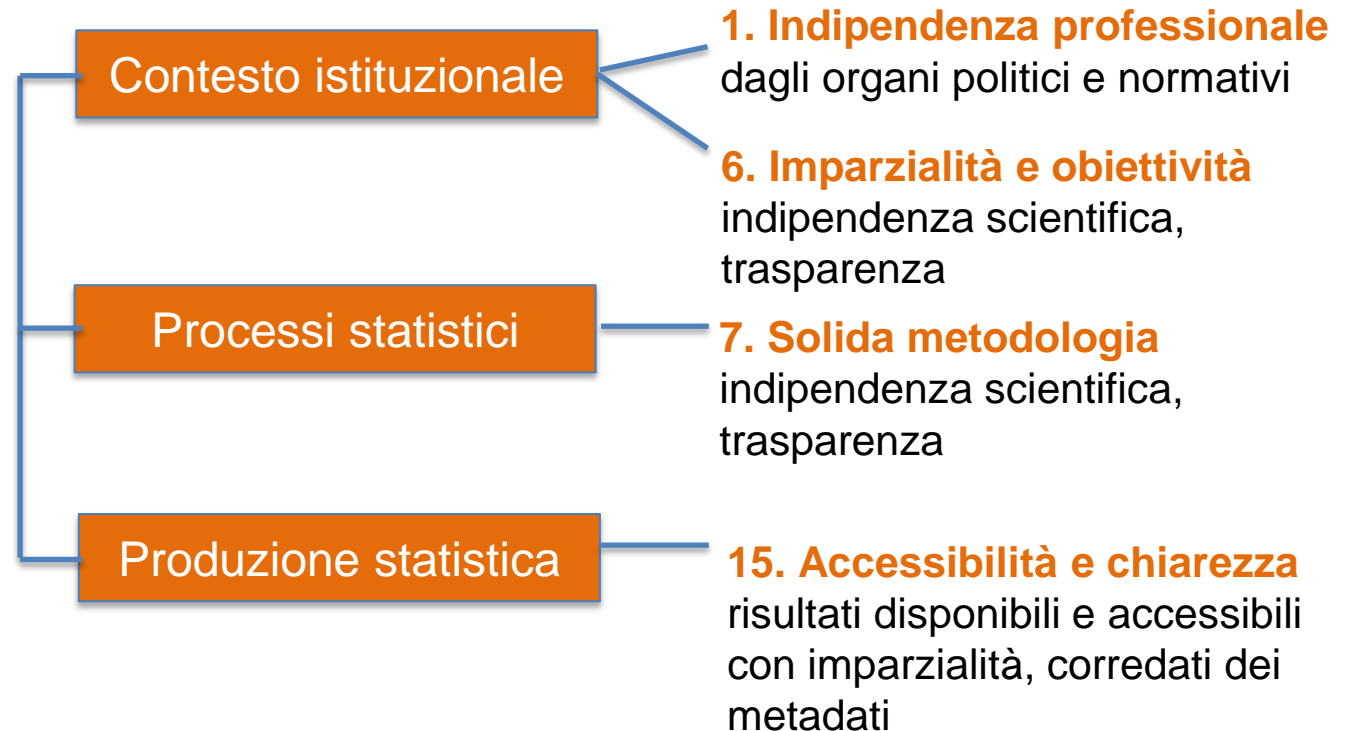 Contesto istituzionale
1. Indipendenza professionale
dagli organi politici e normativi
6. Imparzialità e obiettività
indipendenza scientifica,
trasparenza
Processi statistici
7. Solida metodologia
indipendenza scientifica,
trasparenza
Produzione statistica
15. Accessibilità e chiarezza
risultati disponibili e accessibili
con imparzialità, corredati dei
metadati